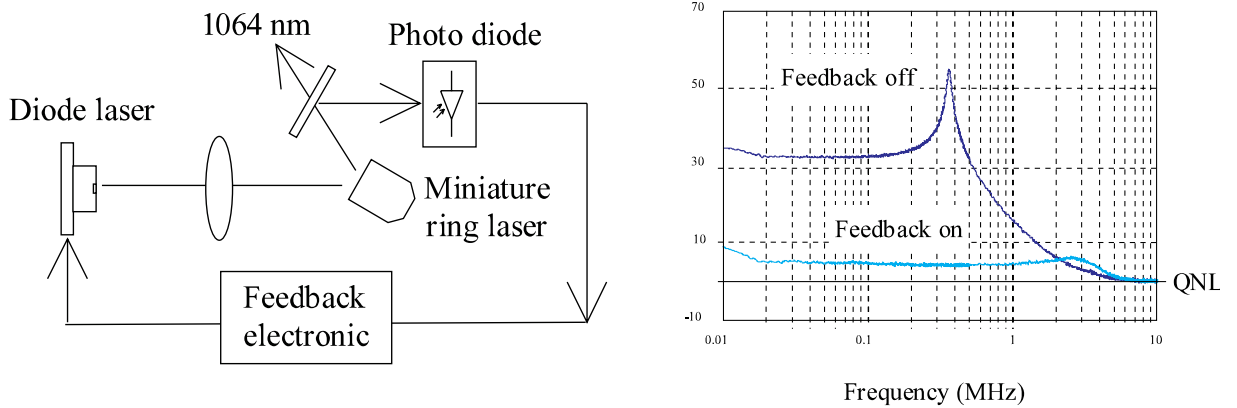 1064 nm
Photo diode
Diode laser
Miniature
ring laser
Feedback
electronic
70
50
30
10
-10
Feedback off
Feedback on
QNL
0.01
0.1
1
10
Frequency (MHz)